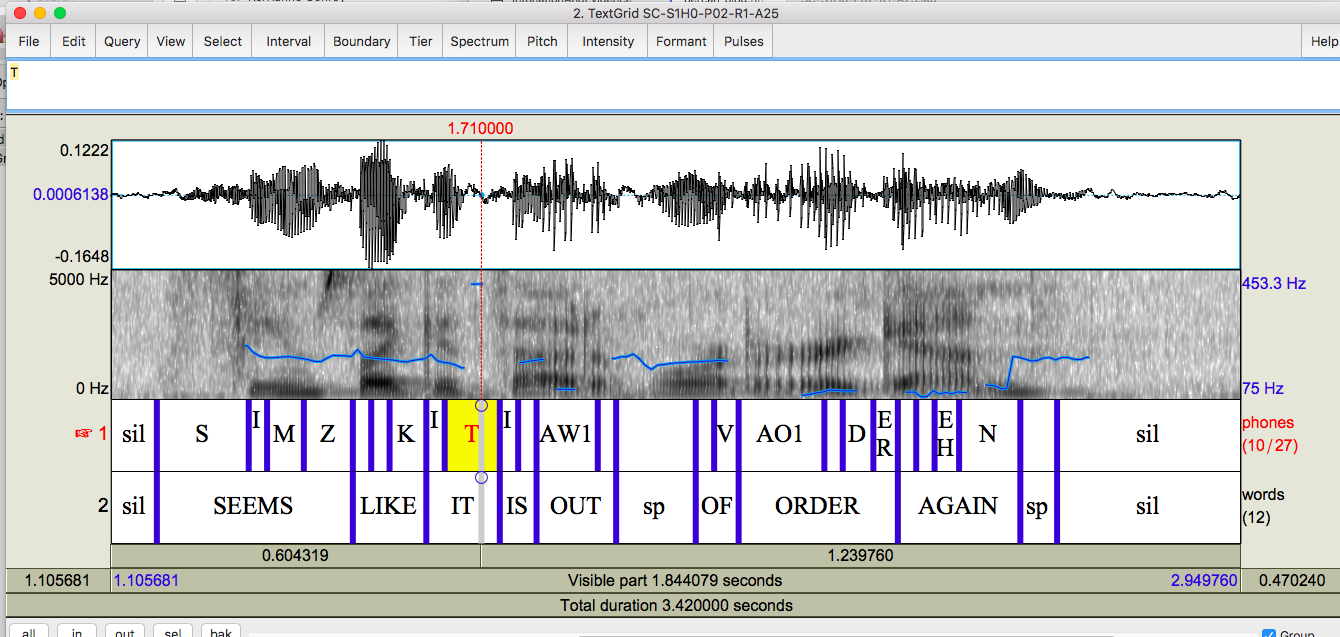 2. TextGrid SC-S1H0-P02-R1-A25
File Edit Query View Select Interval Boundary Tier Spectrum Pitch Intensity Formant Pulses Help
T
1.710000
0.1222
0.0006138
-0.1648
5000 Hz 453.3 Hz
0 Hz 75 Hz
☞ 1 sil S I M Z K I T I AW1 V AO1 D ER EH N sil phones
(10/27)
2 sil SEEMS LIKE IT IS OUT sp OF ORDER AGAIN sp sil words
(12)
0.604319 1.239760
1.105681 1.105681 Visible part 1.844079 seconds 2.949760 0.470240
Total duration 3.420000 seconds
all in out sel bak Group